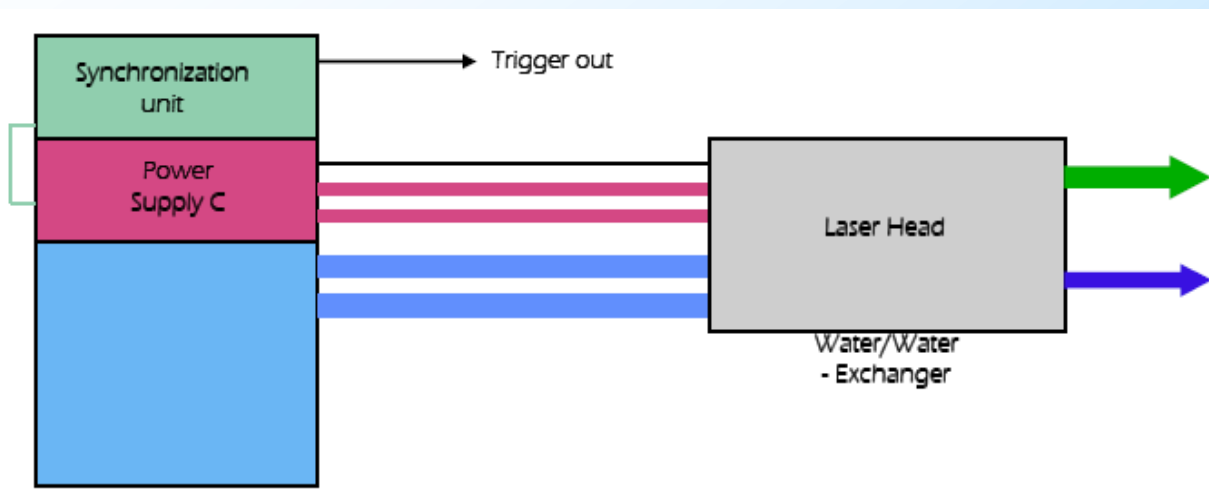 Synchronization
unit
Trigger out
Power
Supply C
Laser Head
Water/Water
- Exchanger